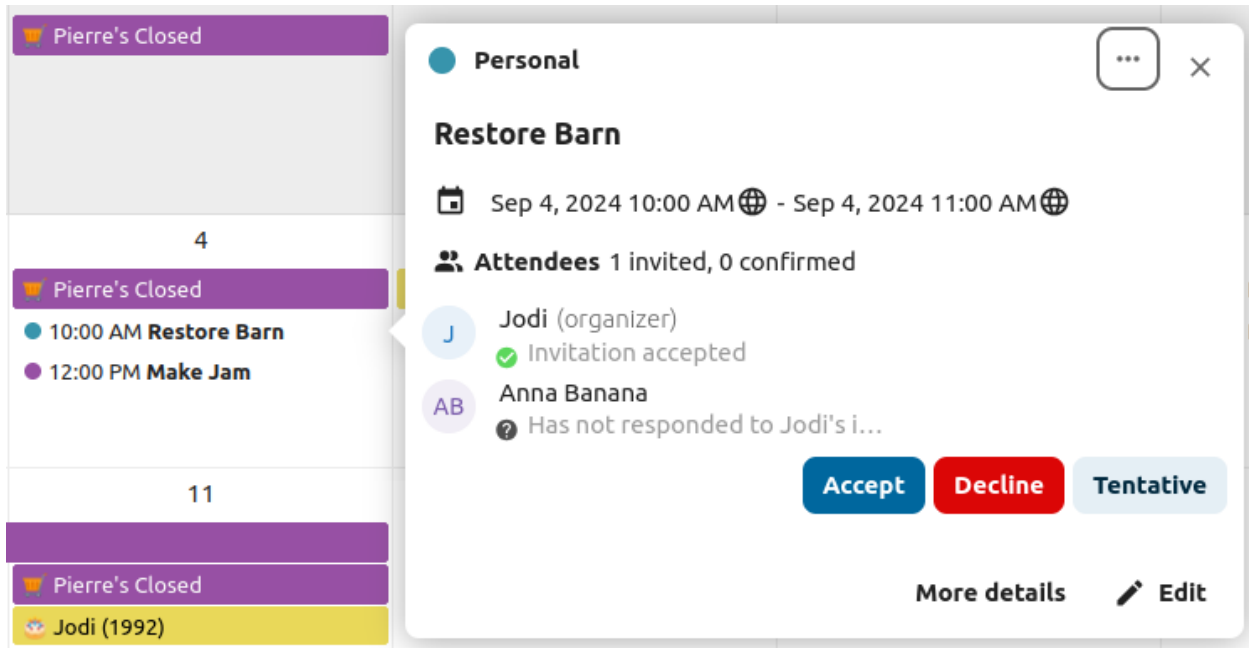 Pierre's Closed
4
Pierre's Closed
10:00 AM Restore Barn
12:00 PM Make Jam
11
Pierre's Closed
Jodi (1992)
Personal
Restore Barn
Sep 4, 2024 10:00 AM - Sep 4, 2024 11:00 AM
Attendees 1 invited, 0 confirmed
J
Jodi (organizer)
Invitation accepted
AB
Anna Banana
Has not responded to Jodi's i...
Accept Decline Tentative
More details Edit